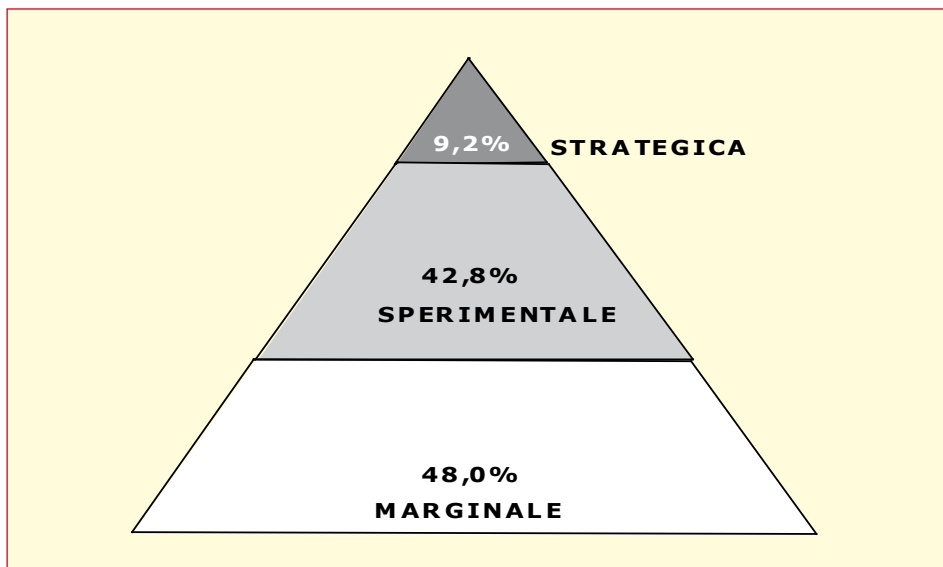 9,2% STRATEGICA
42,8%
SPERIMENTALE
48,0%
MARGINALE